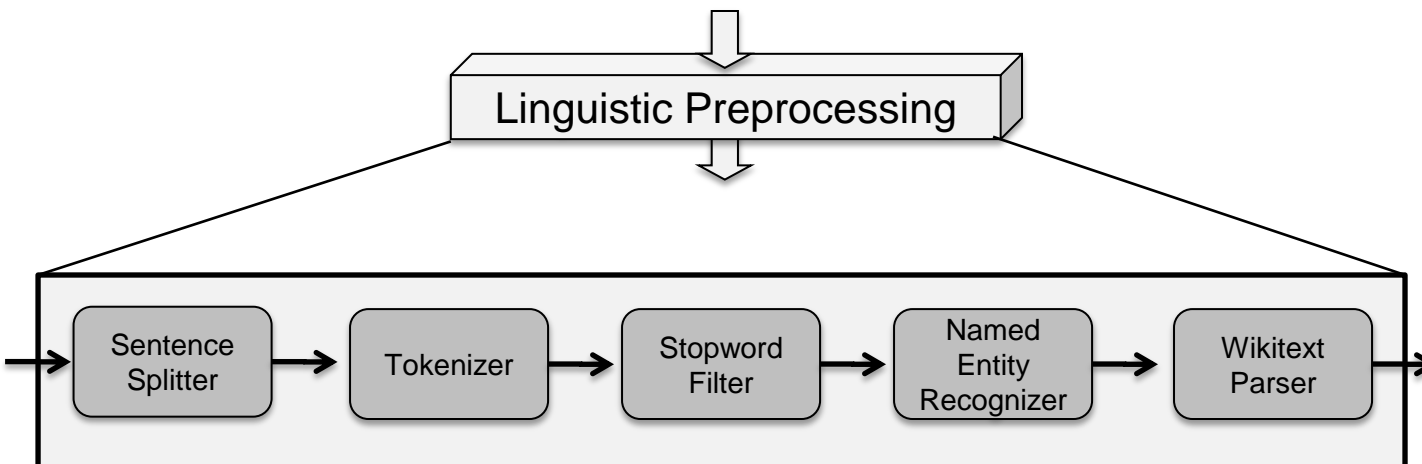 Linguistic Preprocessing
Sentence
Splitter
Tokenizer
Stopword
Filter
Named
Entity
Recognizer
Wikitext
Parser